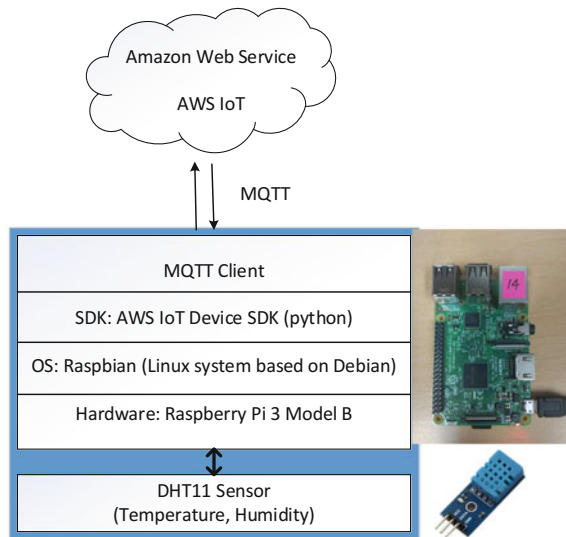 Amazon Web Service
AWS IoT
MQTT
MQTT Client
SDK: AWS IoT Device SDK (python)
OS: Raspbian (Linux system based on Debian)
Hardware: Raspberry Pi 3 Model B
DHT11 Sensor
(Temperature, Humidity)
14